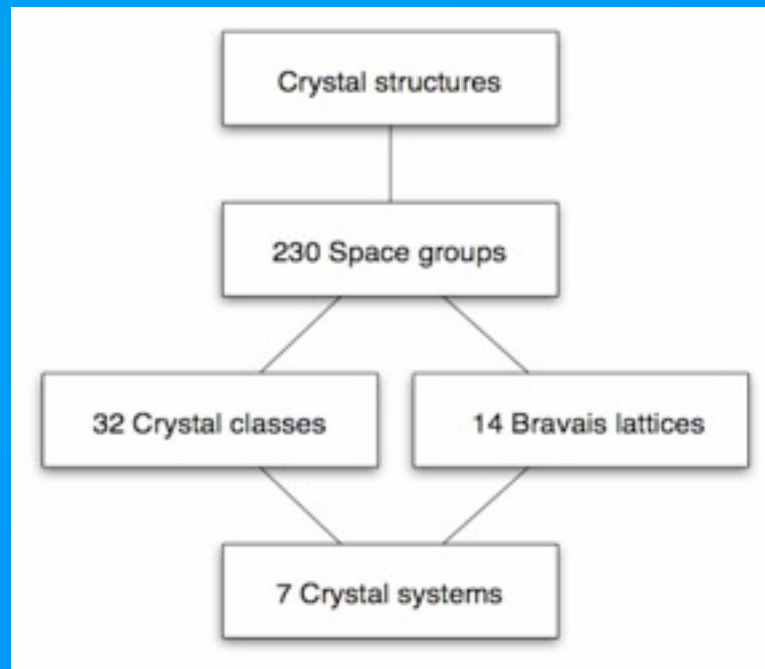 Crystal structures
230 Space groups
32 Crystal classes
14 Bravais lattices
7 Crystal systems